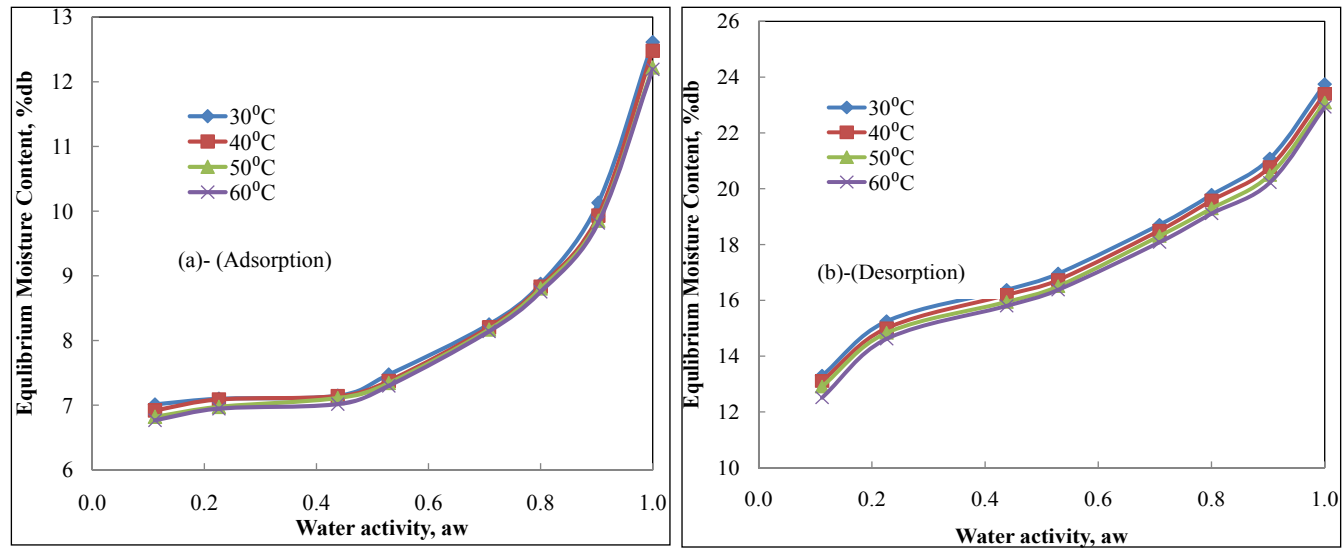 13
12
11
10
9
8
7
6
Equlibrium Moisture Content, %db
30⁰C
40⁰C
50⁰C
60⁰C
(a)- (Adsorption)
0.0 0.2 0.4 0.6 0.8 1.0
Water activity, aw
26
24
22
20
18
16
14
12
10
Equlibrium Moisture Content, %db
30⁰C
40⁰C
50⁰C
60⁰C
(b)-(Desorption)
0.0 0.2 0.4 0.6 0.8 1.0
Water activity, aw